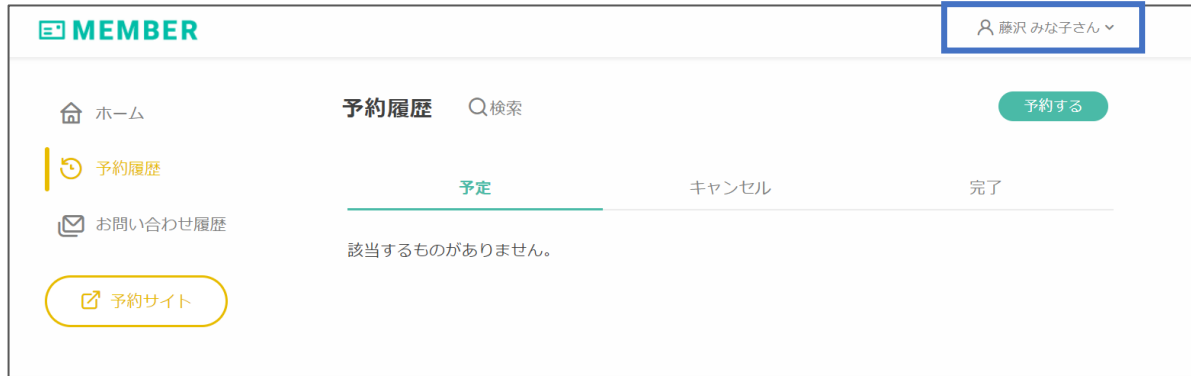 MEMBER
藤沢 みな子さん
ホーム
予約履歴
お問い合わせ履歴
予約サイト
予約履歴
検索
予約する
予定
キャンセル
完了
該当するものがありません。